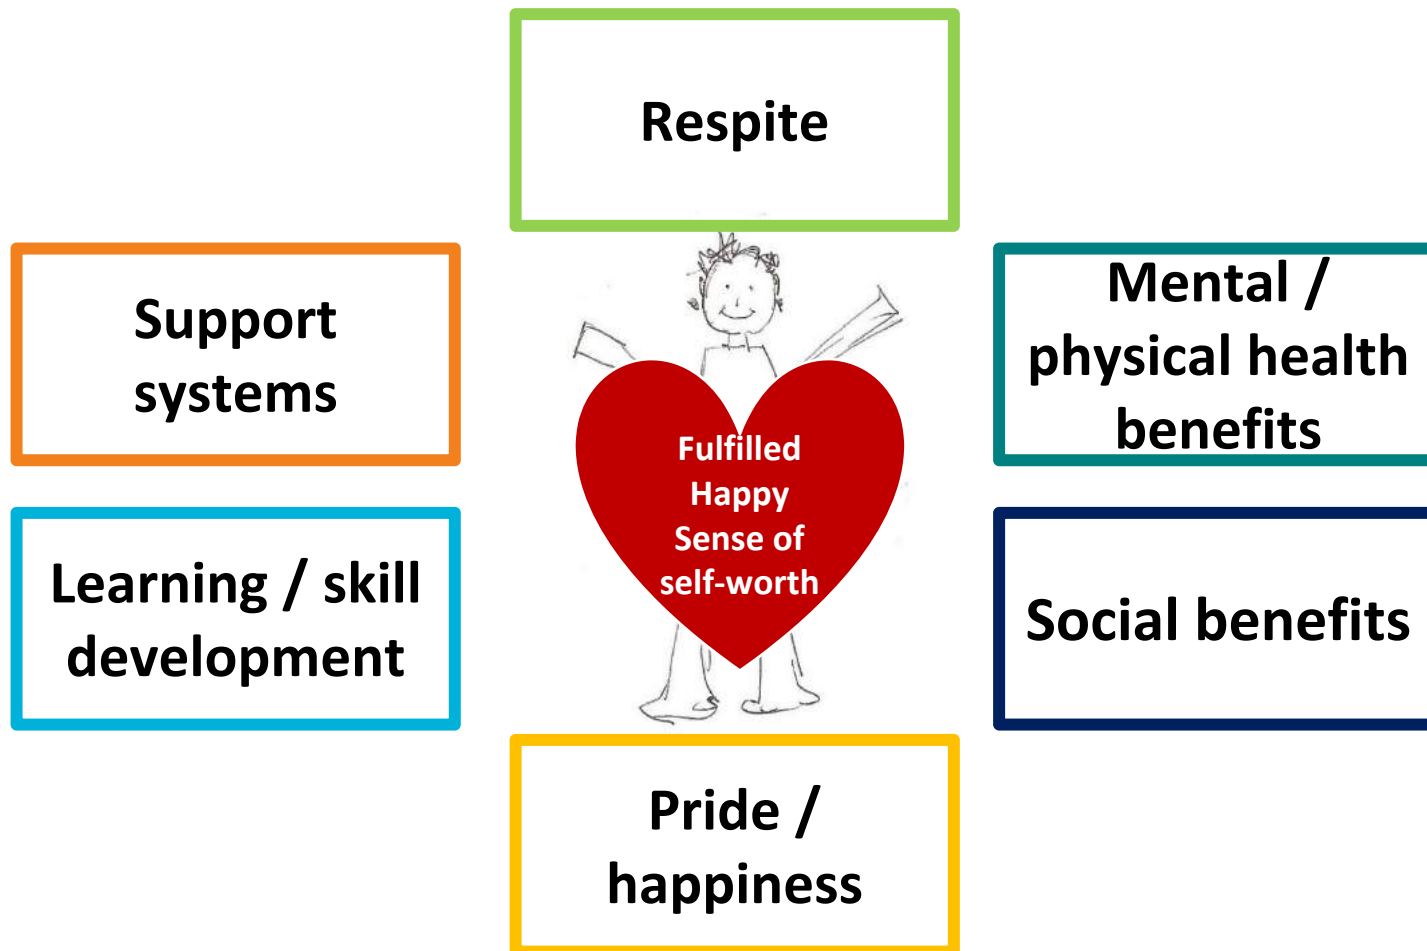 Respite
Support
systems
Mental /
physical health
benefits
Fulfilled
Happy
Sense of
self-worth
Learning / skill
development
Social benefits
Pride /
happiness